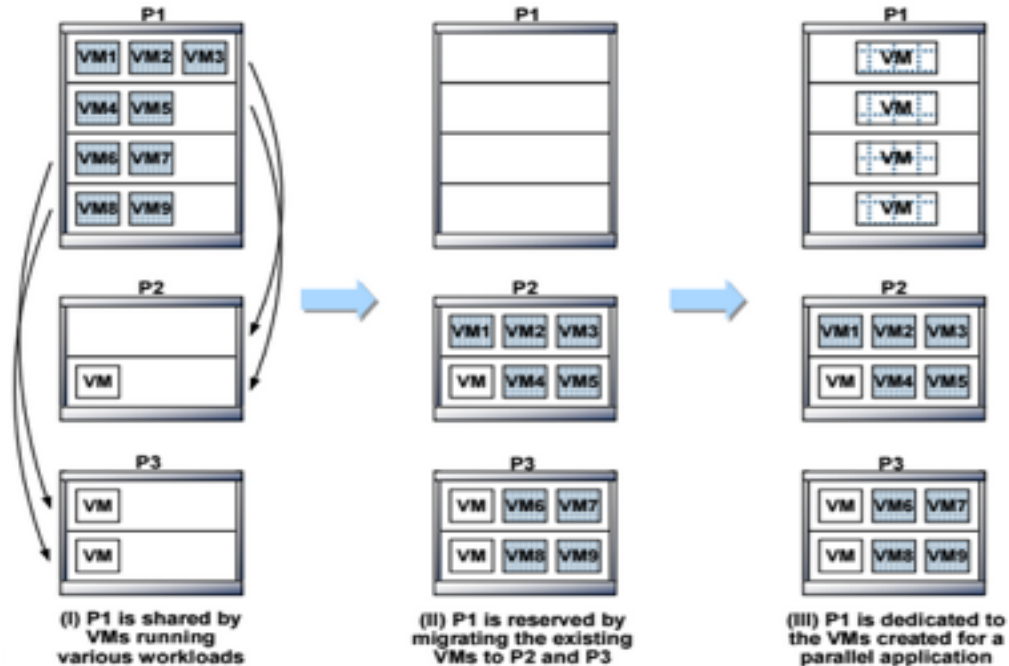 P1
VM1 VM2 VM3
VM4 VM5
VM6 VM7
VM8 VM9
P2
VM
P3
VM
VM
(I) P1 is shared by
VMs running
various workloads
P1
P2
VM1 VM2 VM3
VM VM4 VM5
P3
VM VM6 VM7
VM VM8 VM9
(II) P1 is reserved by
migrating the existing
VMs to P2 and P3
P1
VM
VM
VM
VM
P2
VM1 VM2 VM3
VM VM4 VM5
P3
VM VM6 VM7
VM VM8 VM9
(III) P1 is dedicated to
the VMs created for a
parallel application